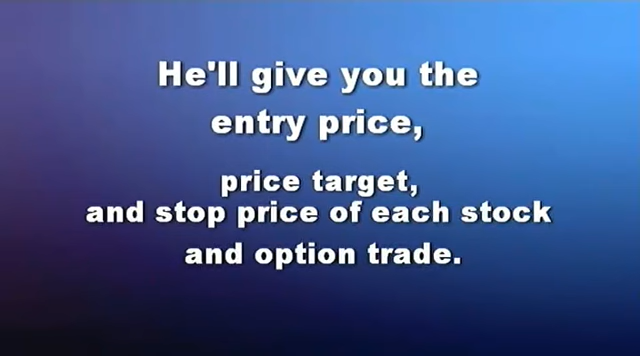 He'll give you the
entry price,
price target,
and stop price of each stock
and option trade.